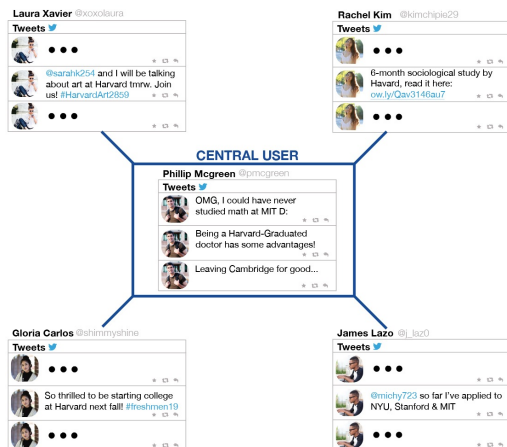 Laura Xavier @xoxolaura
Tweets
• • •
@sarahk254 and I will be talking
about art at Harvard tmrw. Join
us! #HarvardArt2859
• • •
Rachel Kim @kimchipie29
Tweets
• • •
6-month sociological study by
Havard, read it here:
ow.ly/Qav3146au7
• • •
CENTRAL USER
Phillip Mcgreen @pmcgreen
Tweets
OMG, I could have never
studied math at MIT D:
Being a Harvard-Graduated
doctor has some advantages!
Leaving Cambridge for good...
Gloria Carlos @shimmyshine
Tweets
• • •
So thrilled to be starting college
at Harvard next fall! #freshmen19
• • •
James Lazo @j_laz0
Tweets
• • •
@michy723 so far I've applied to
NYU, Stanford & MIT
• • •